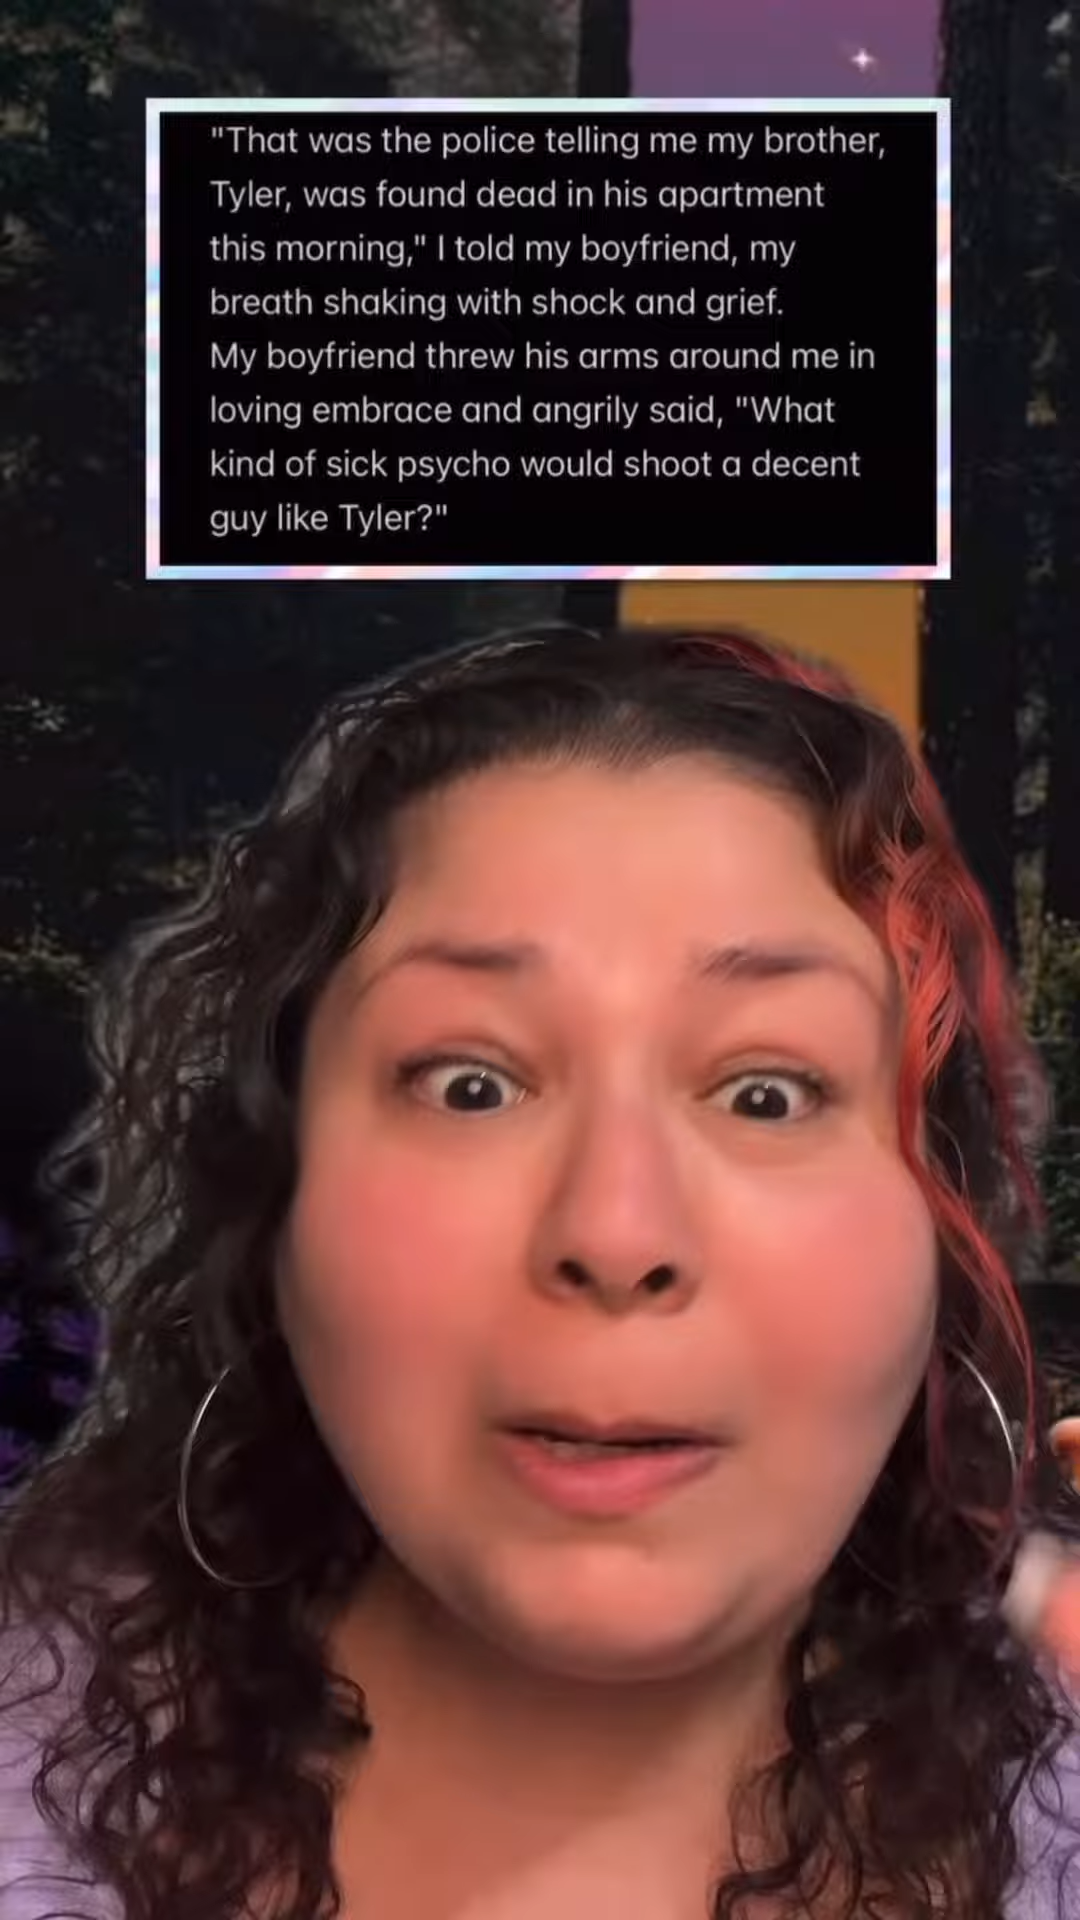 "That was the police telling me my brother,
Tyler, was found dead in his apartment
this morning," I told my boyfriend, my
breath shaking with shock and grief.
My boyfriend threw his arms around me in
loving embrace and angrily said, "What
kind of sick psycho would shoot a decent
guy like Tyler?"